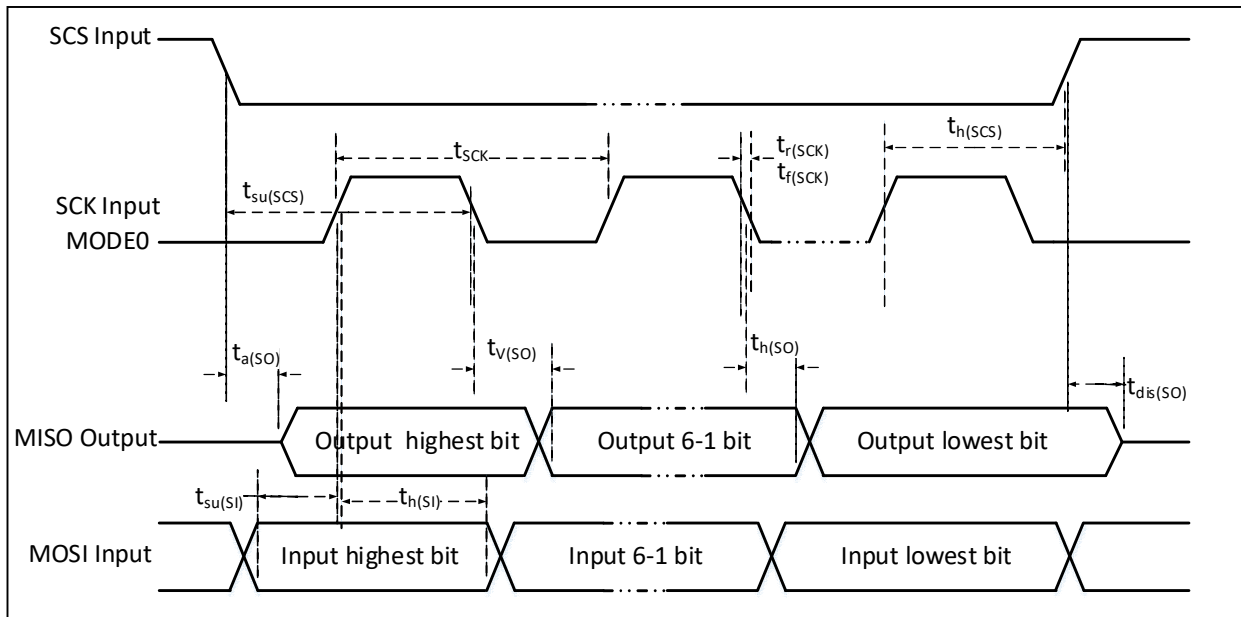 SCS Input
t_h(SCS)
t_SCK
t_r(SCK)
t_f(SCK)
t_su(SCS)
SCK Input
MODE0
t_a(SO)
t_V(SO)
t_h(SO)
t_dis(SO)
MISO Output
Output highest bit
Output 6-1 bit
Output lowest bit
t_su(SI)
t_h(SI)
MOSI Input
Input highest bit
Input 6-1 bit
Input lowest bit